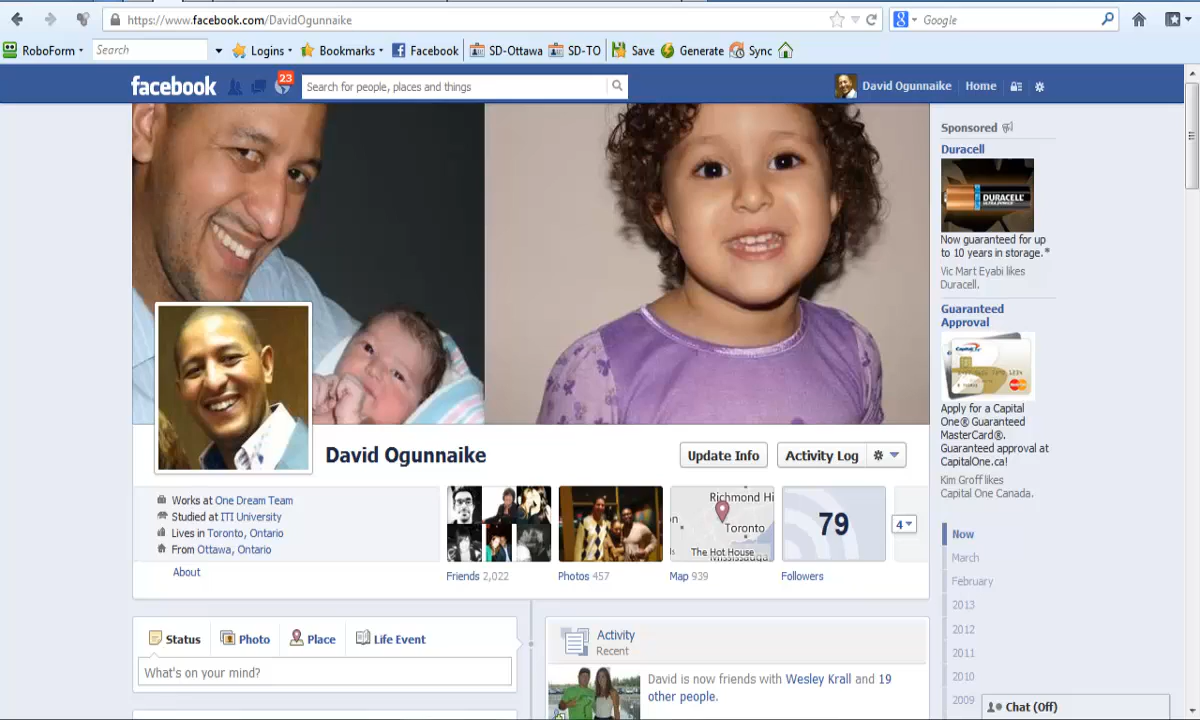 https://www.facebook.com/DavidOgunnaike
Google
RoboForm
Search
Logins
Bookmarks
Facebook
SD-Ottawa
SD-TO
Save
Generate
Sync
facebook
23
Search for people, places and things
David Ogunnaike
Home
Sponsored
Duracell
DURACELL
Now guaranteed for up
to 10 years in storage.*
Vic Mart Eyabi likes
Duracell.
Guaranteed
Approval
Apply for a Capital
One® Guaranteed
MasterCard®.
Guaranteed approval at
CapitalOne.ca!
Kim Groff likes
Capital One Canada.
David Ogunnaike
Update Info
Activity Log
Works at One Dream Team
Studied at ITI University
Lives in Toronto, Ontario
From Ottawa, Ontario
About
Friends 2,022
Photos 457
Richmond Hi
Toronto
The Hot House
Map 939
79
Followers
4
Now
March
February
2013
2012
2011
2010
2009
Status
Photo
Place
Life Event
What's on your mind?
Activity
Recent
David is now friends with Wesley Krall and 19
other people.
Chat (Off)